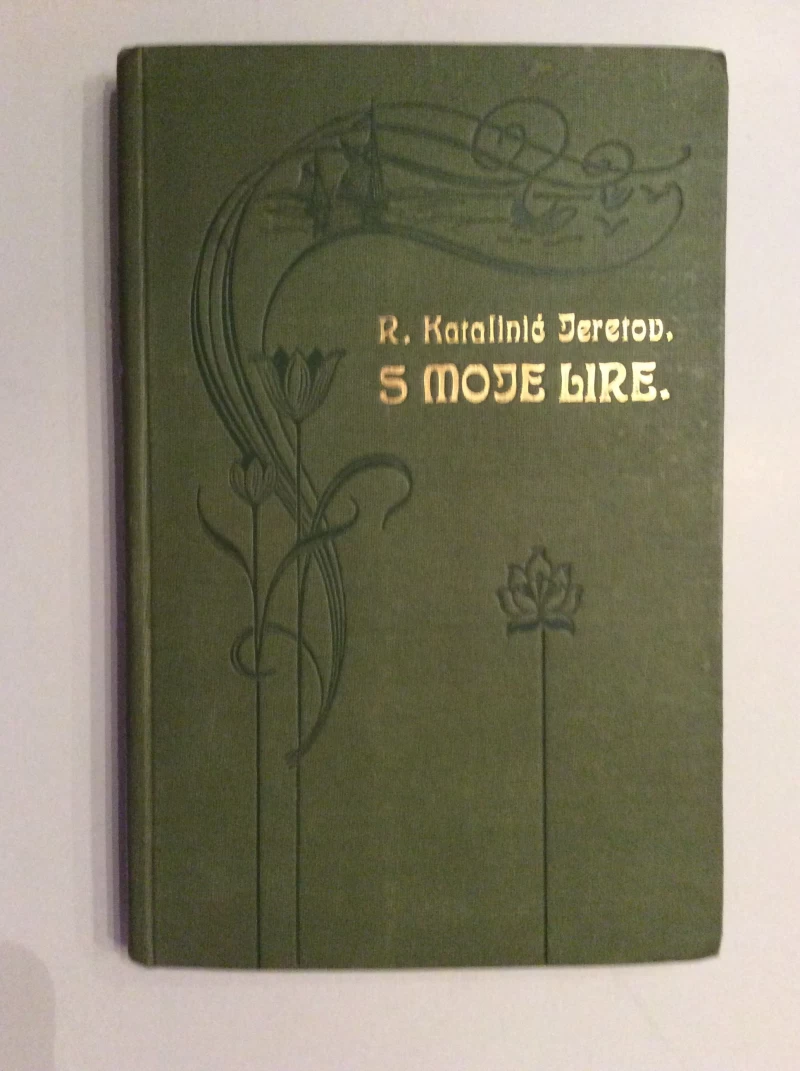 R. Katalinić Jeretov.
S MOJE LIRE.